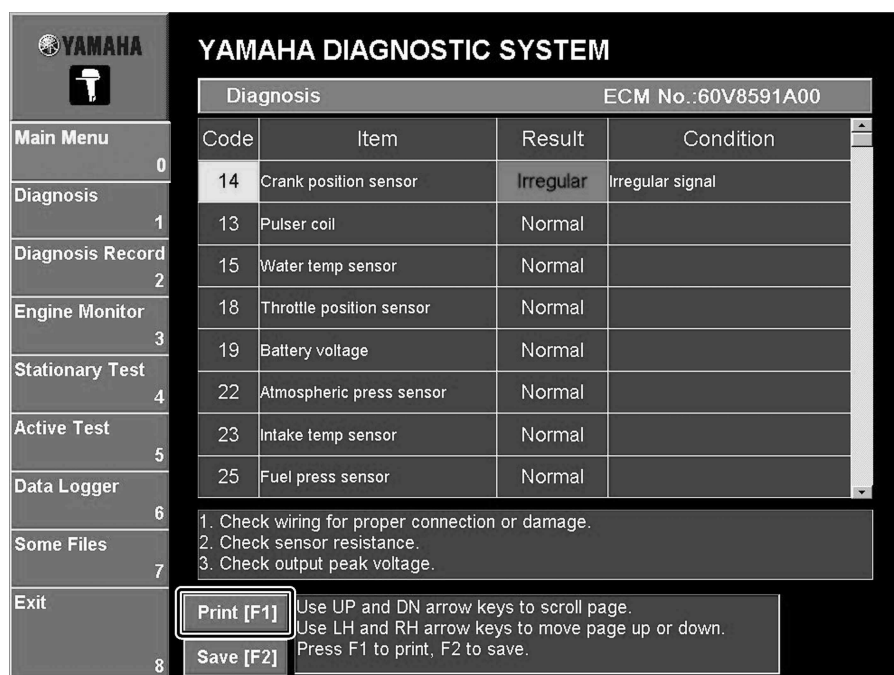 YAMAHA
YAMAHA DIAGNOSTIC SYSTEM
Diagnosis ECM No.:60V8591A00
Main Menu
0
Diagnosis
1
Diagnosis Record
2
Engine Monitor
3
Stationary Test
4
Active Test
5
Data Logger
6
Some Files
7
Exit
8
Code Item Result Condition
14 Crank position sensor Irregular Irregular signal
13 Pulser coil Normal
15 Water temp sensor Normal
18 Throttle position sensor Normal
19 Battery voltage Normal
22 Atmospheric press sensor Normal
23 Intake temp sensor Normal
25 Fuel press sensor Normal
1. Check wiring for proper connection or damage.
2. Check sensor resistance.
3. Check output peak voltage.
Print [F1]
Save [F2]
Use UP and DN arrow keys to scroll page.
Use LH and RH arrow keys to move page up or down.
Press F1 to print, F2 to save.